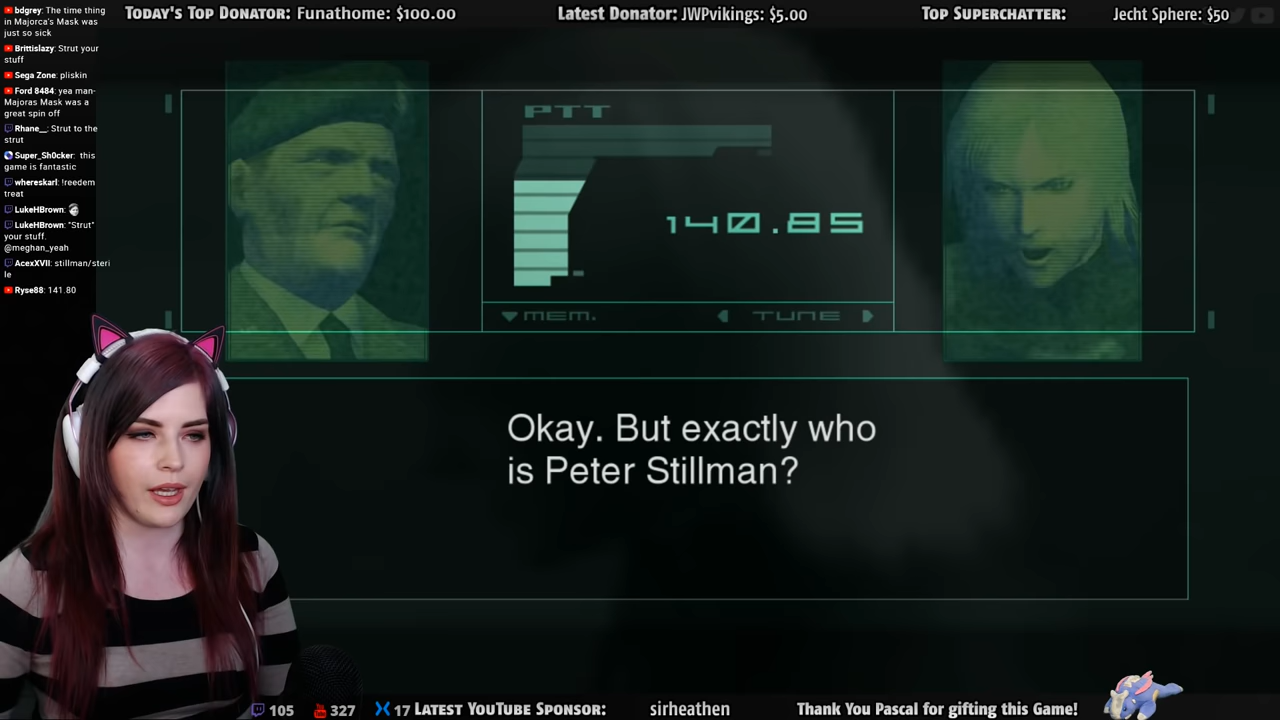 TODAY'S TOP DONATOR: Funathome: $100.00
LATEST DONATOR: JWPvikings: $5.00
TOP SUPERCHATTER: Jecht Sphere: $50
bdgrey: The time thing
in Majorca's Mask was
just so sick
Brittislazy: Strut your
stuff
Sega Zone: pliskin
Ford 8484: yea man-
Majoras Mask was a
great spin off
Rhane__: Strut to the
strut
Super_Sh0cker: this
game is fantastic
whereskarl: !reedem
treat
LukeHBrown:
LukeHBrown: "Strut"
your stuff.
@meghan_yeah
AcexXVII: stillman/steri
le
Ryse88: 141.80
PTT
140.85
MEM.
TUNE
Okay. But exactly who
is Peter Stillman?
105 327 17 LATEST YOUTUBE SPONSOR: sirheathen Thank You Pascal for gifting this Game!